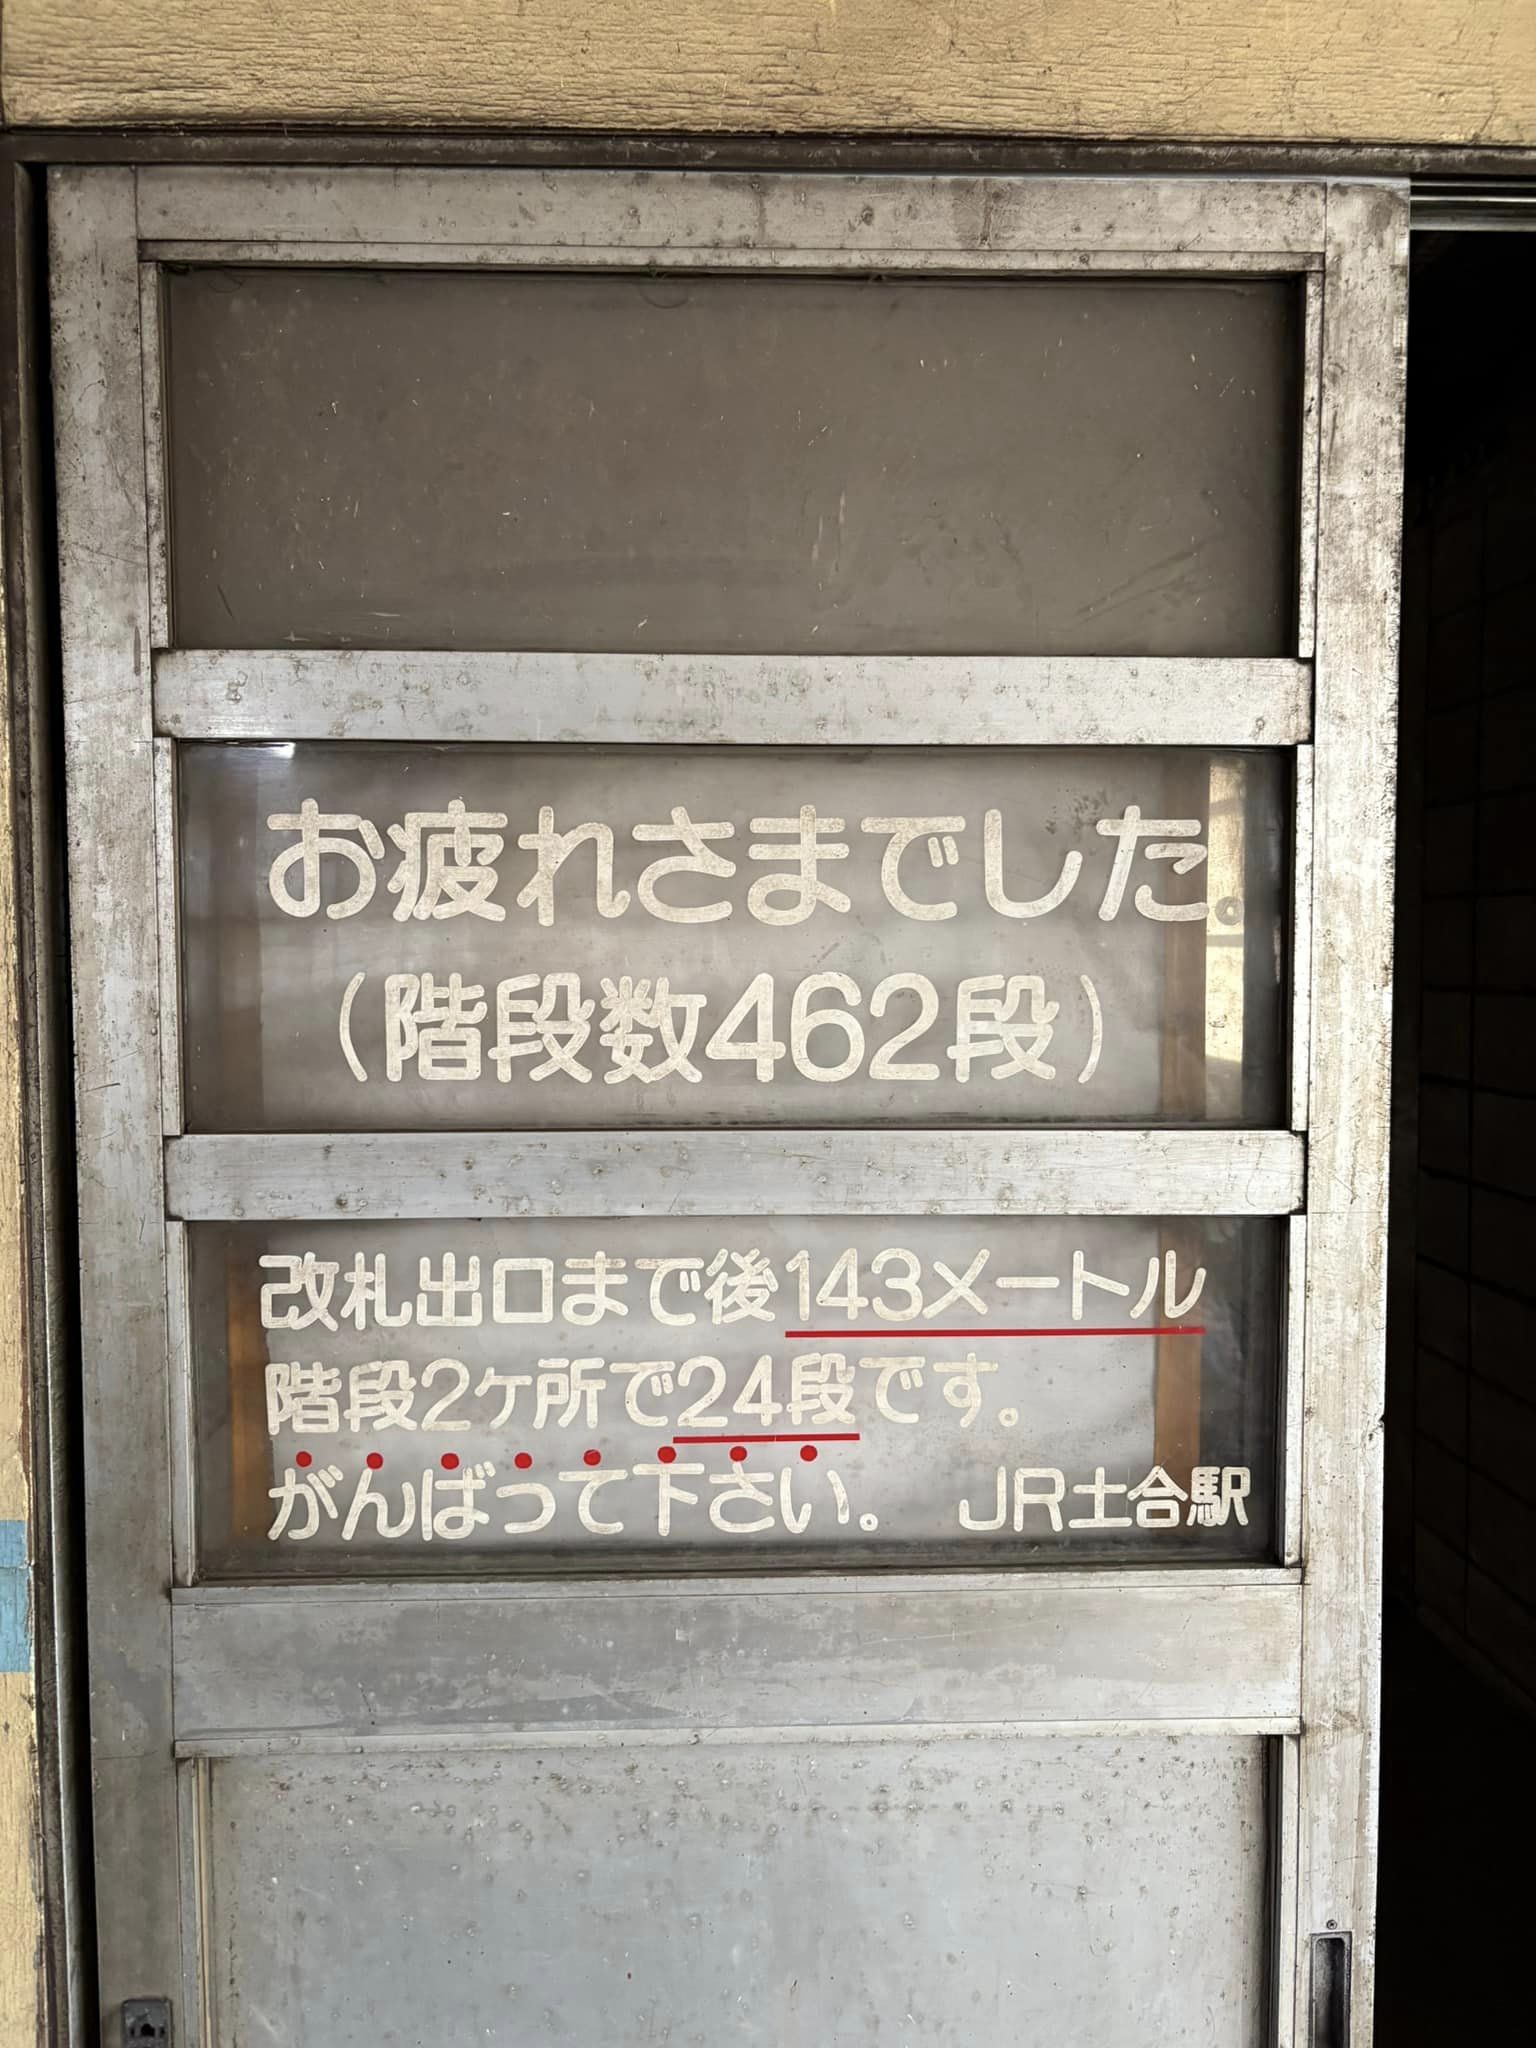 お疲れさまでした。
（階段数462段）
改札出口まで後143メートル
階段2ヶ所で24段です。
がんばって下さい。 JR土合駅